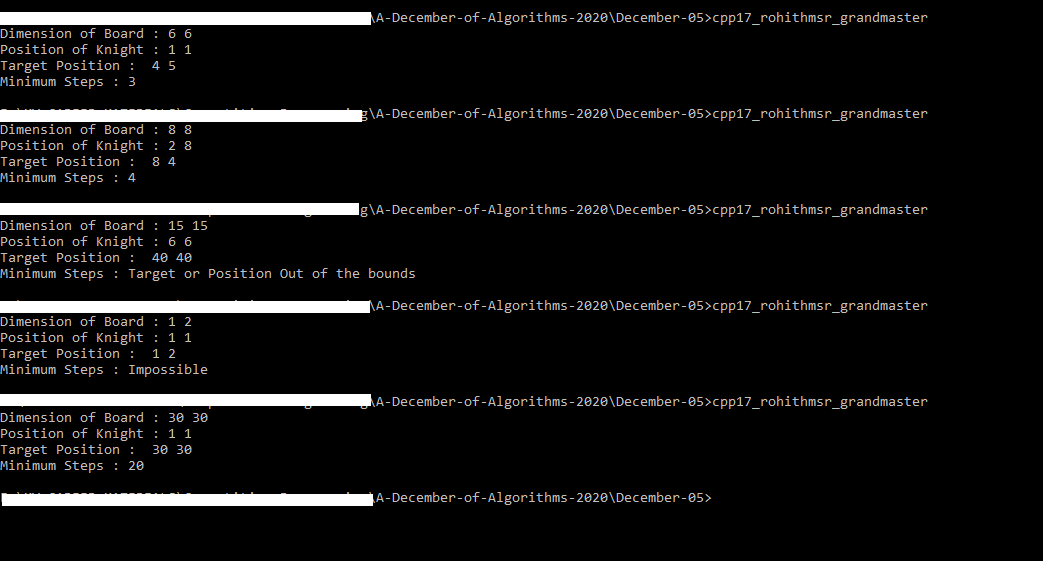 \A-December-of-Algorithms-2020\December-05>cpp17_rohithmsr_grandmaster
Dimension of Board : 6 6
Position of Knight : 1 1
Target Position :  4 5
Minimum Steps : 3
g\A-December-of-Algorithms-2020\December-05>cpp17_rohithmsr_grandmaster
Dimension of Board : 8 8
Position of Knight : 2 8
Target Position :  8 4
Minimum Steps : 4
g\A-December-of-Algorithms-2020\December-05>cpp17_rohithmsr_grandmaster
Dimension of Board : 15 15
Position of Knight : 6 6
Target Position :  40 40
Minimum Steps : Target or Position Out of the bounds
\A-December-of-Algorithms-2020\December-05>cpp17_rohithmsr_grandmaster
Dimension of Board : 1 2
Position of Knight : 1 1
Target Position :  1 2
Minimum Steps : Impossible
\A-December-of-Algorithms-2020\December-05>cpp17_rohithmsr_grandmaster
Dimension of Board : 30 30
Position of Knight : 1 1
Target Position :  30 30
Minimum Steps : 20
\A-December-of-Algorithms-2020\December-05>